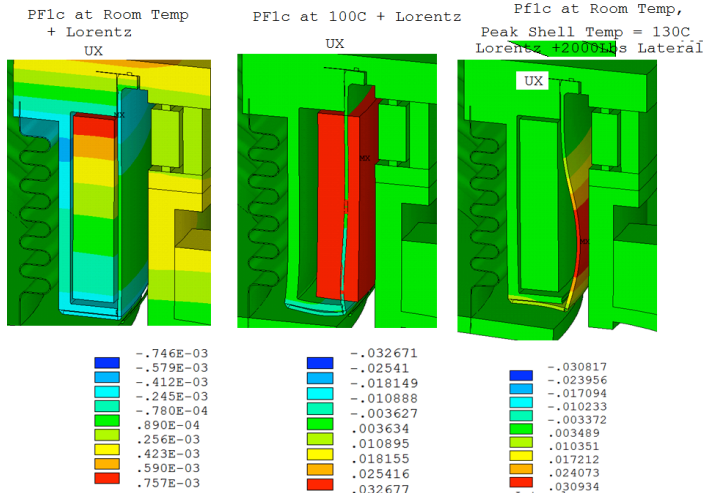 PF1c at Room Temp
+ Lorentz
UX
PF1c at 100C + Lorentz
UX
Pf1c at Room Temp,
Peak Shell Temp = 130C
Lorentz +2000Lbs Lateral
UX
MX
MX
MX
-.746E-03
-.579E-03
-.412E-03
-.245E-03
-.780E-04
.890E-04
.256E-03
.423E-03
.590E-03
.757E-03
-.032671
-.02541
-.018149
-.010888
-.003627
.003634
.010895
.018155
.025416
.032677
-.030817
-.023956
-.017094
-.010233
-.003372
.003489
.010351
.017212
.024073
.030934